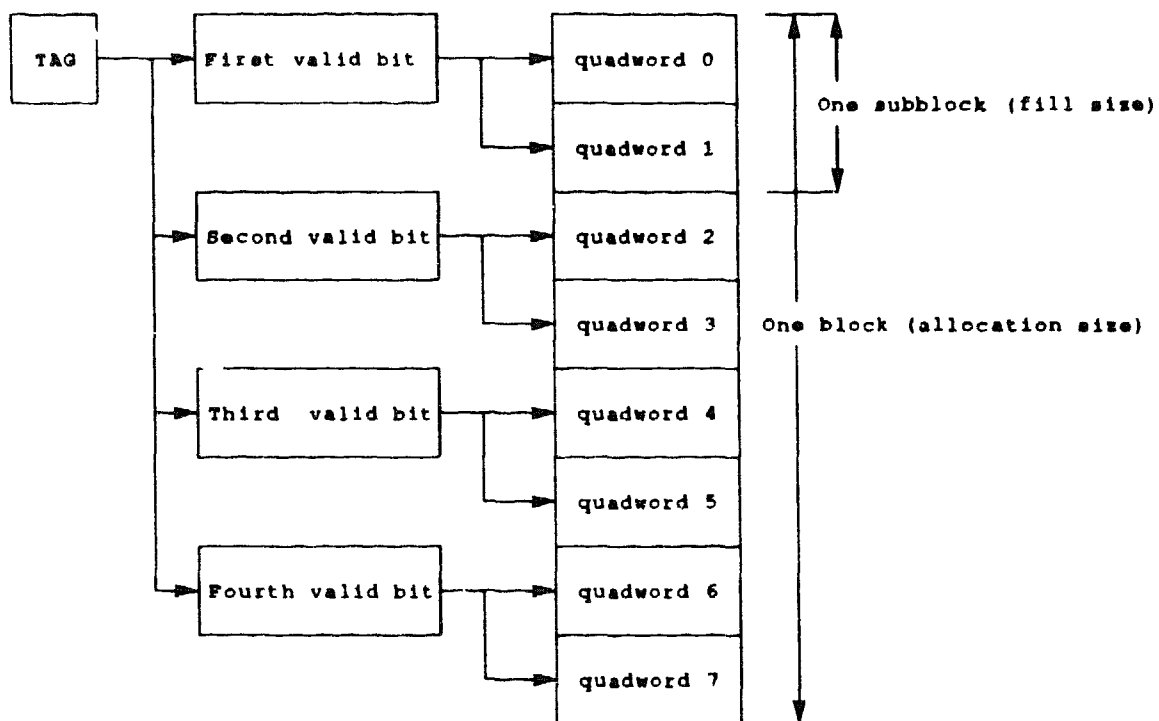 TAG
First valid bit
quadword 0
One subblock (fill size)
quadword 1
Second valid bit
quadword 2
quadword 3
One block (allocation size)
Third valid bit
quadword 4
quadword 5
Fourth valid bit
quadword 6
quadword 7